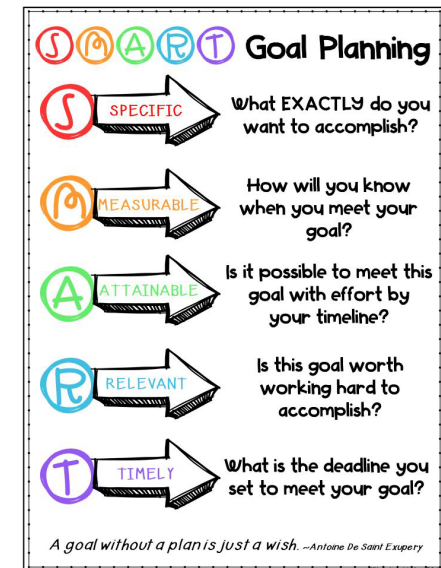 SMART Goal Planning
S SPECIFIC What EXACTLY do you
want to accomplish?
M MEASURABLE How will you know
when you meet your
goal?
A ATTAINABLE Is it possible to meet this
goal with effort by
your timeline?
R RELEVANT Is this goal worth
working hard to
accomplish?
T TIMELY What is the deadline you
set to meet your goal?
A goal without a plan is just a wish. ~Antoine De Saint Exupery